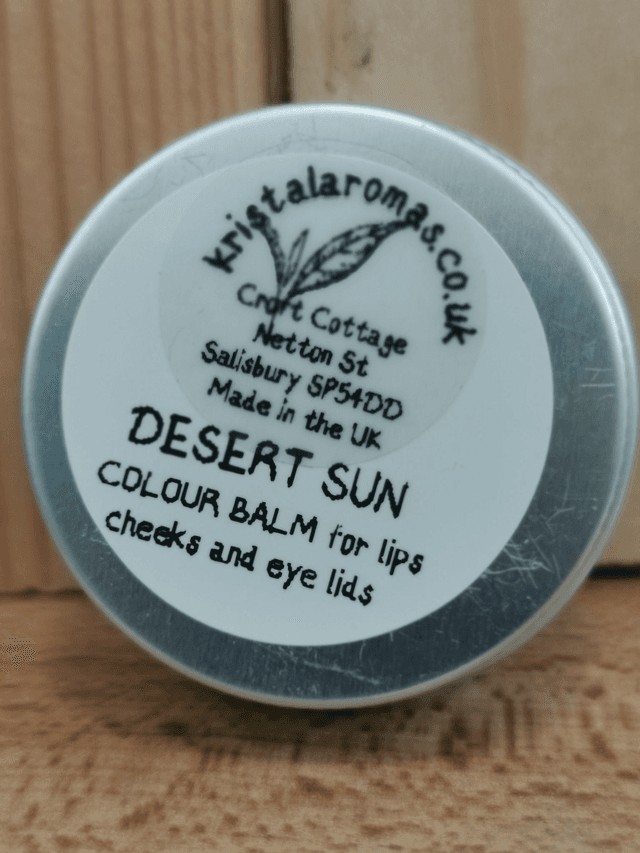 kristalaromas.co.uk
Croft Cottage
Netton St
Salisbury SP54DD
Made in the UK
DESERT SUN
COLOUR BALM for lips
cheeks and eye lids